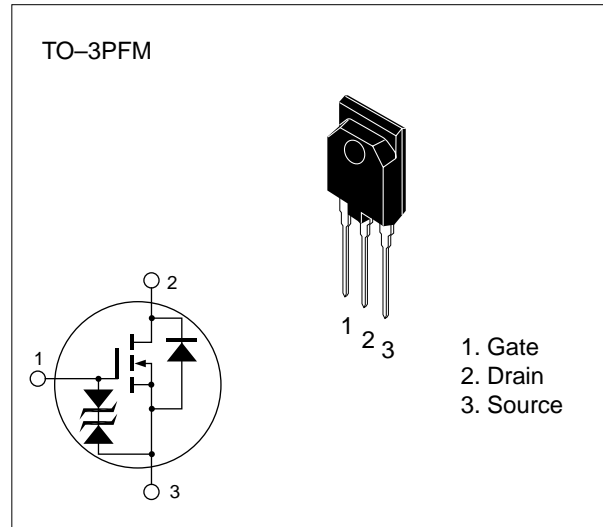 TO–3PFM
1 2 3
1. Gate
2. Drain
3. Source
2
1
3